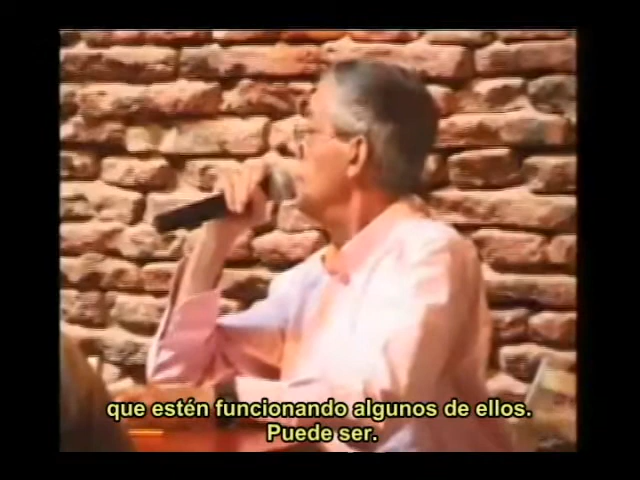 que estén funcionando algunos de ellos.
Puede ser.